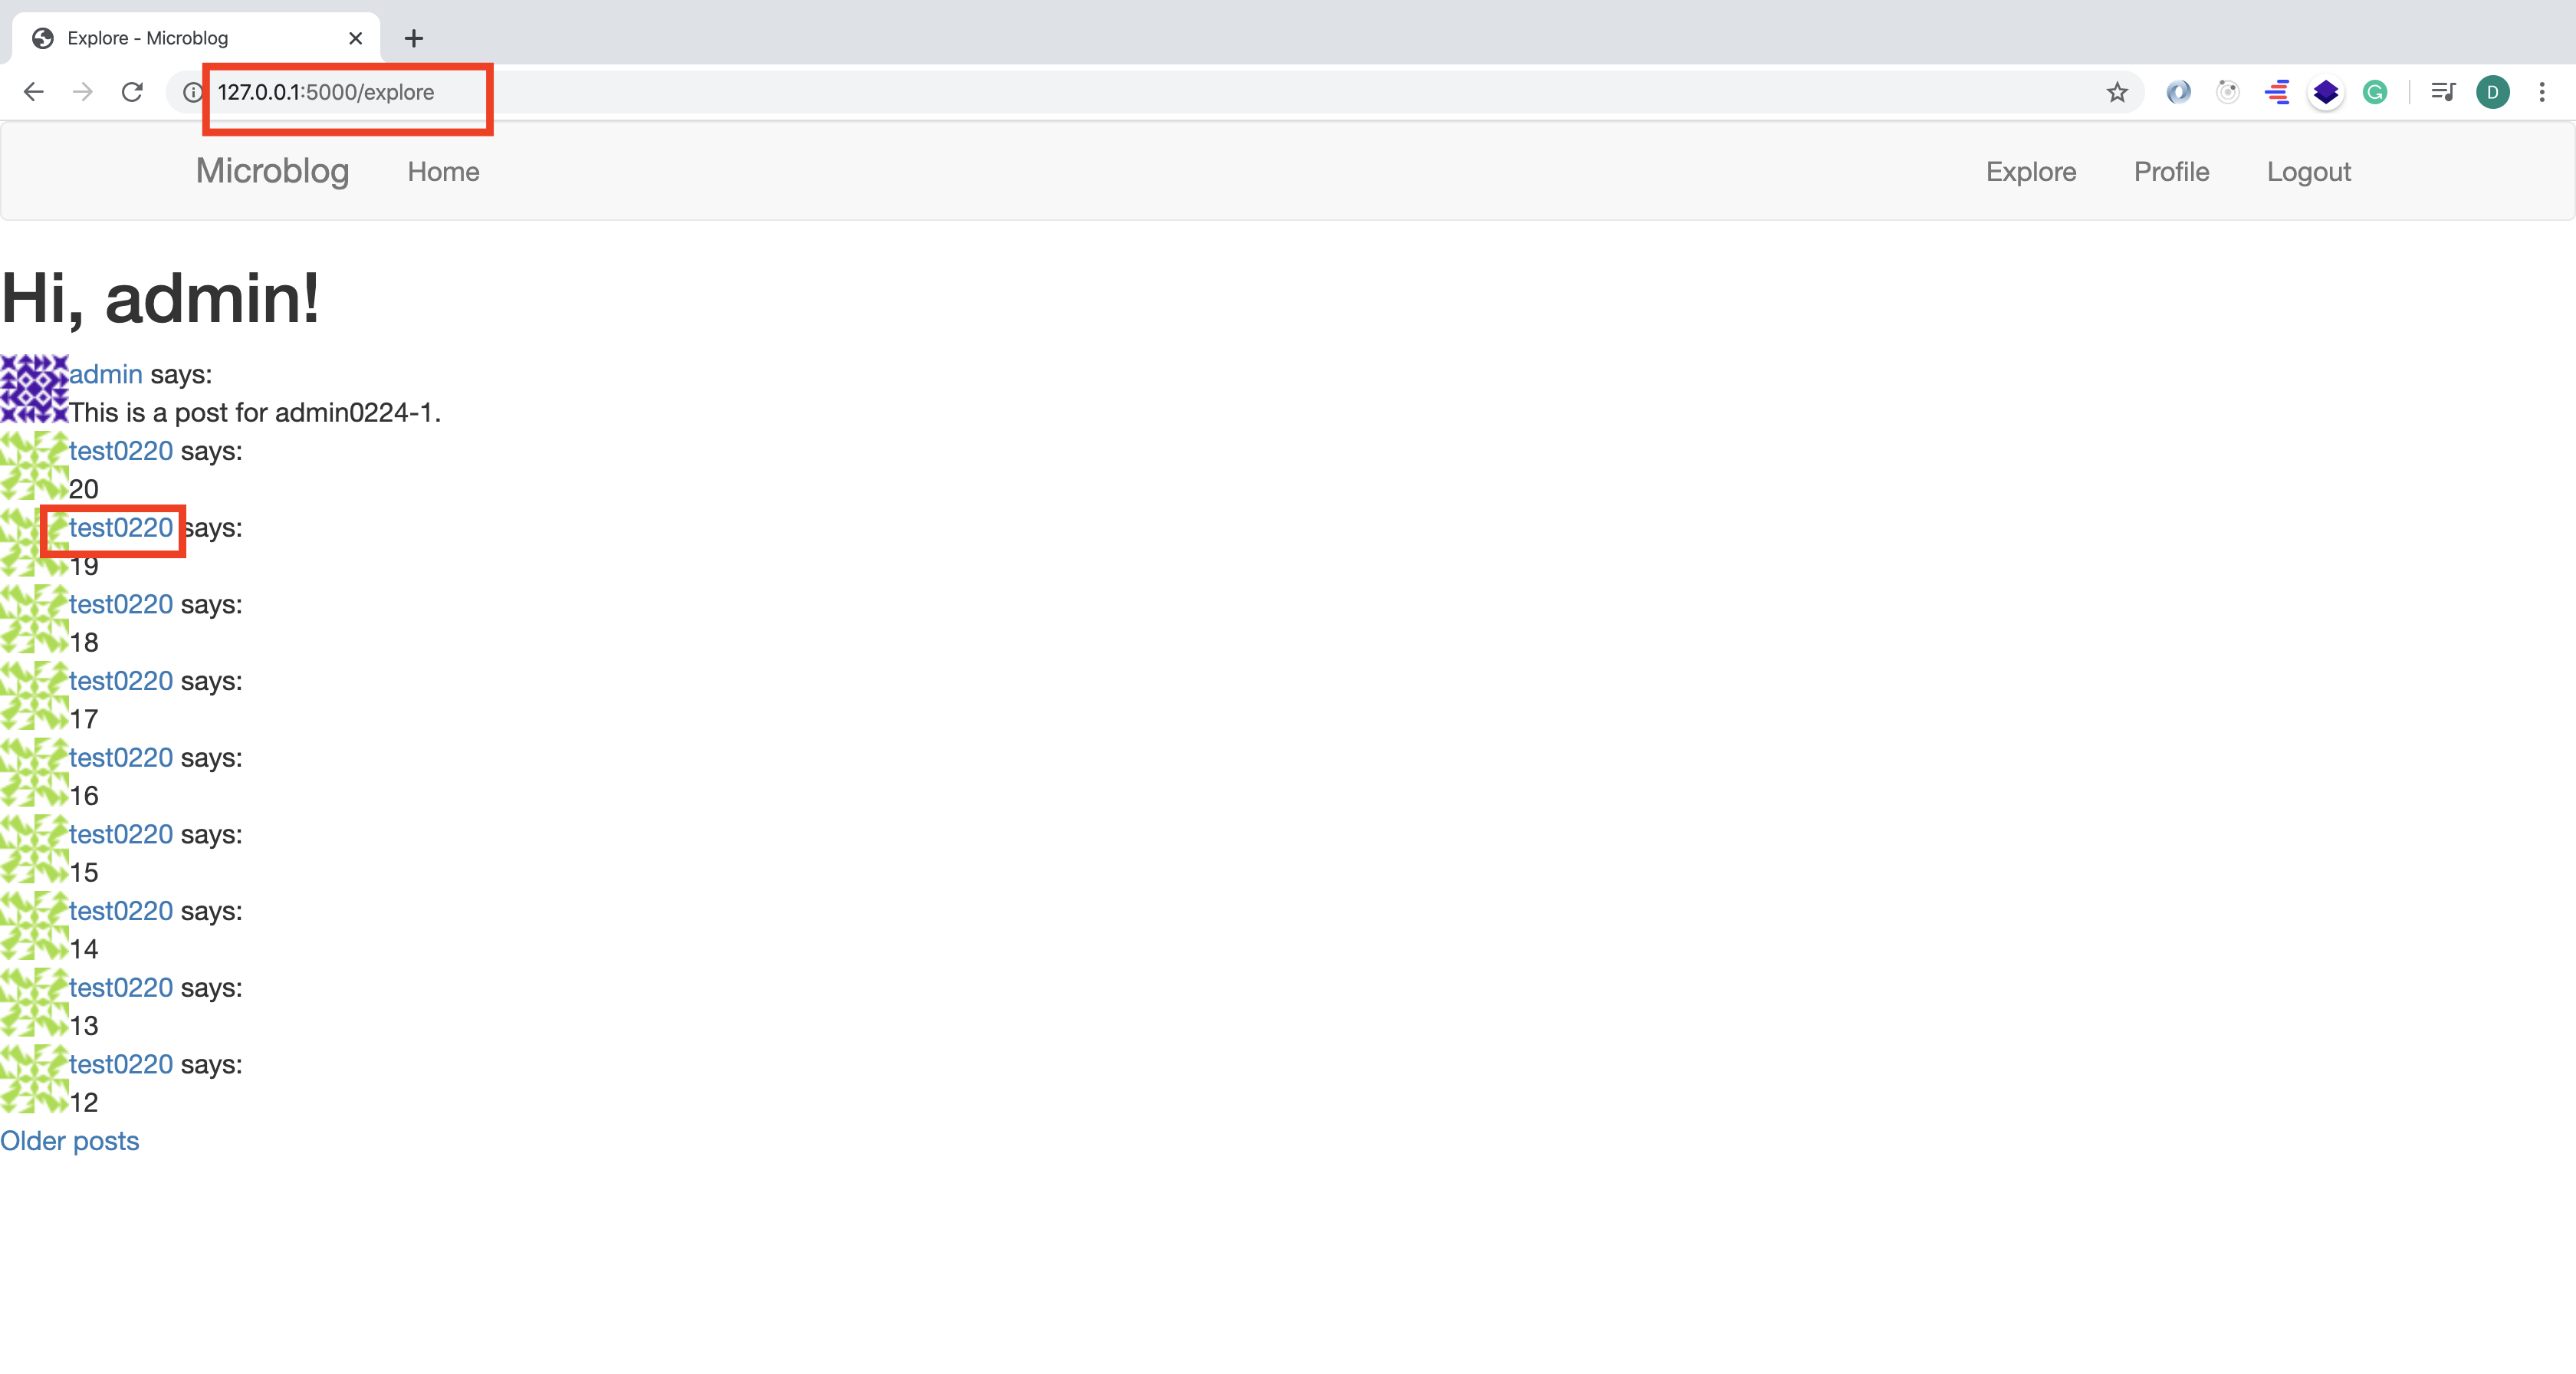 Explore - Microblog
127.0.0.1:5000/explore
D
Microblog Home Explore Profile Logout
Hi, admin!
admin says:
This is a post for admin0224-1.
test0220 says:
20
test0220 says:
19
test0220 says:
18
test0220 says:
17
test0220 says:
16
test0220 says:
15
test0220 says:
14
test0220 says:
13
test0220 says:
12
Older posts